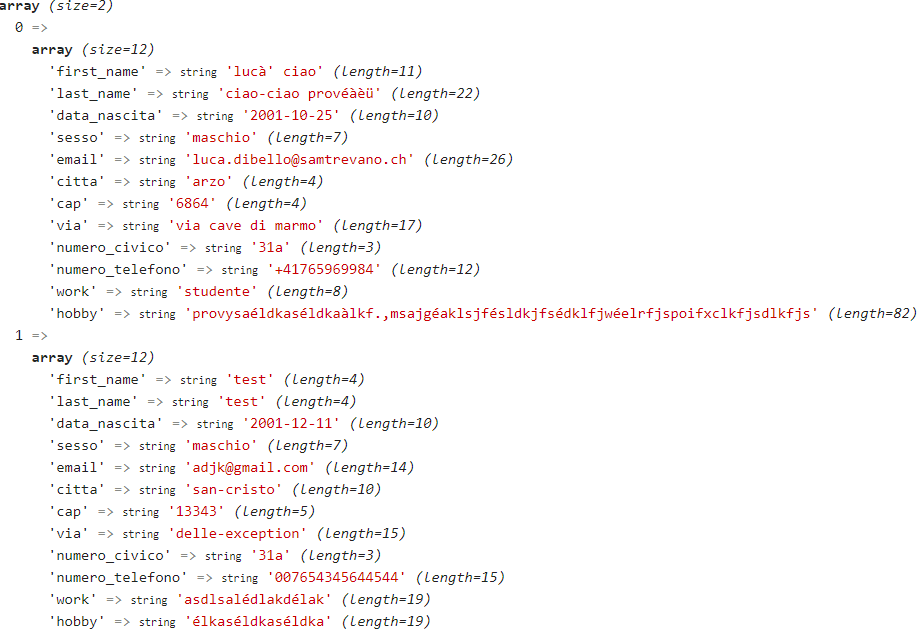 array (size=2)
0 =>
array (size=12)
'first_name' => string 'lucà' ciao' (length=11)
'last_name' => string 'ciao-ciao provéàèü' (length=22)
'data_nascita' => string '2001-10-25' (length=10)
'sesso' => string 'maschio' (length=7)
'email' => string 'luca.dibello@samtrevano.ch' (length=26)
'citta' => string 'arzo' (length=4)
'cap' => string '6864' (length=4)
'via' => string 'via cave di marmo' (length=17)
'numero_civico' => string '31a' (length=3)
'numero_telefono' => string '+41765969984' (length=12)
'work' => string 'studente' (length=8)
'hobby' => string 'provysaéldkaséldkaàlkf.,msajgéaklsjfésldkjfsédklfjwéelrfjspoifxclkfjsdlkfjs' (length=82)
1 =>
array (size=12)
'first_name' => string 'test' (length=4)
'last_name' => string 'test' (length=4)
'data_nascita' => string '2001-12-11' (length=10)
'sesso' => string 'maschio' (length=7)
'email' => string 'adjk@gmail.com' (length=14)
'citta' => string 'san-cristo' (length=10)
'cap' => string '13343' (length=5)
'via' => string 'delle-exception' (length=15)
'numero_civico' => string '31a' (length=3)
'numero_telefono' => string '007654345644544' (length=15)
'work' => string 'asdlsalédlakdélak' (length=19)
'hobby' => string 'élkaséldkaséldka' (length=19)